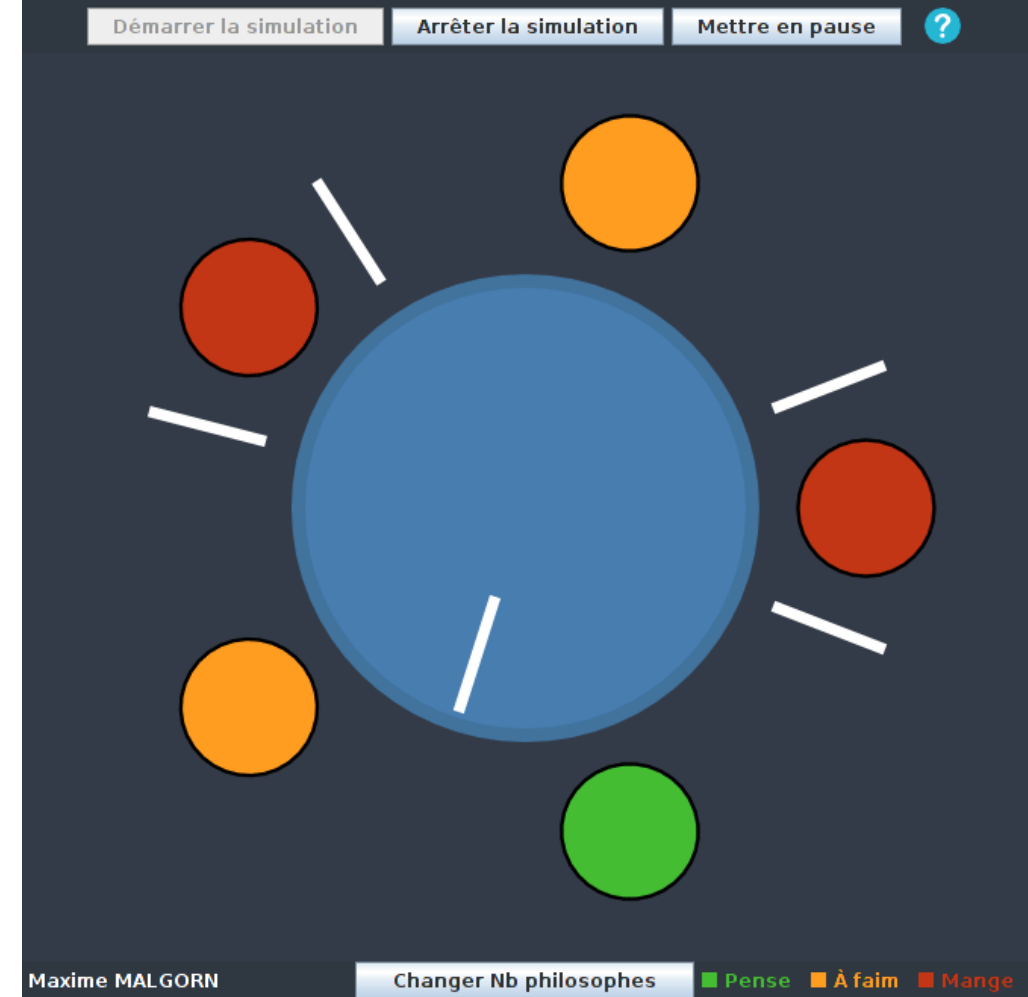 Démarrer la simulation Arrêter la simulation Mettre en pause ?
Maxime MALGORN Changer Nb philosophes Pense À faim Mange